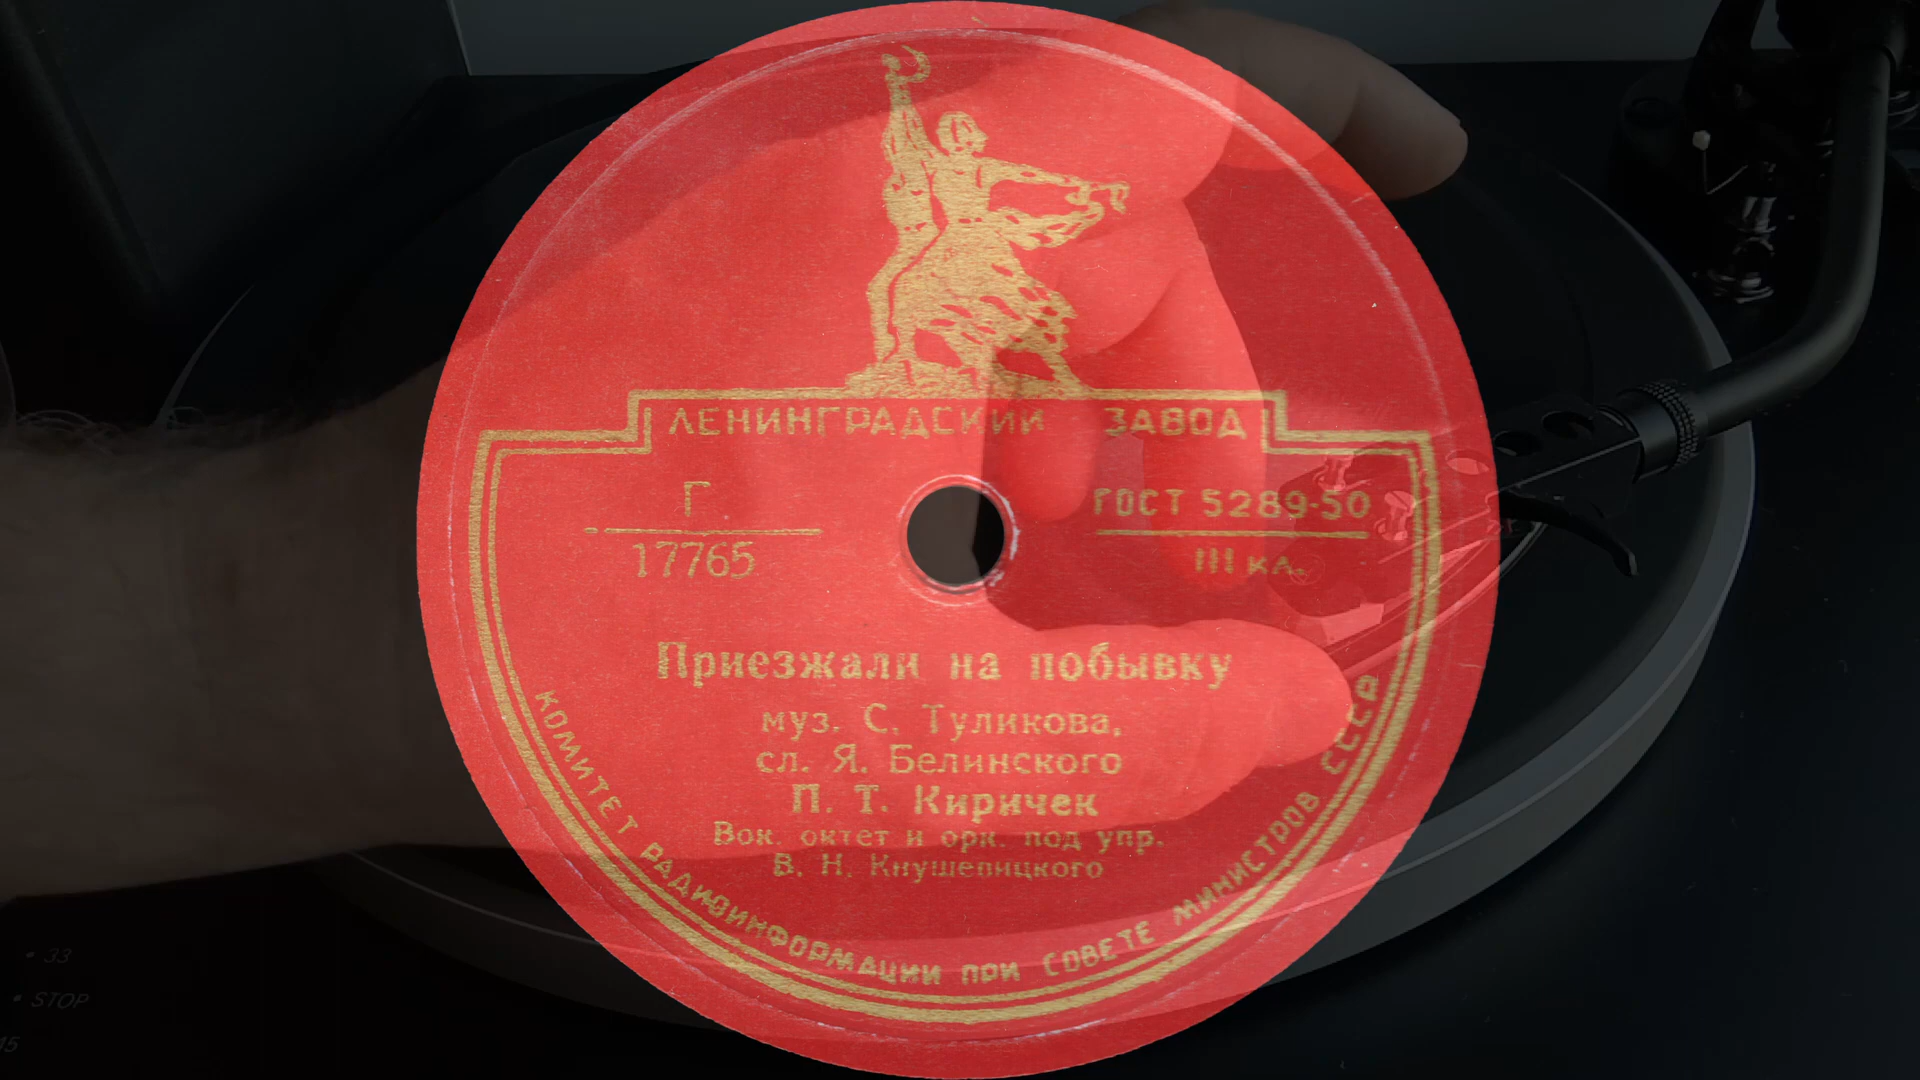 ЛЕНИНГРАДСКИЙ ЗАВОД
Г
17765
ГОСТ 5289-50
III кл.
Приезжали на побывку
муз. С. Туликова,
сл. Я. Белинского
П. Т. Киричек
Вок. октет и орк. под упр.
В. Н. Кнушевицкого
КОМИТЕТ РАДИОИНФОРМАЦИИ ПРИ СОВЕТЕ МИНИСТРОВ СССР
• 33
• STOP
45